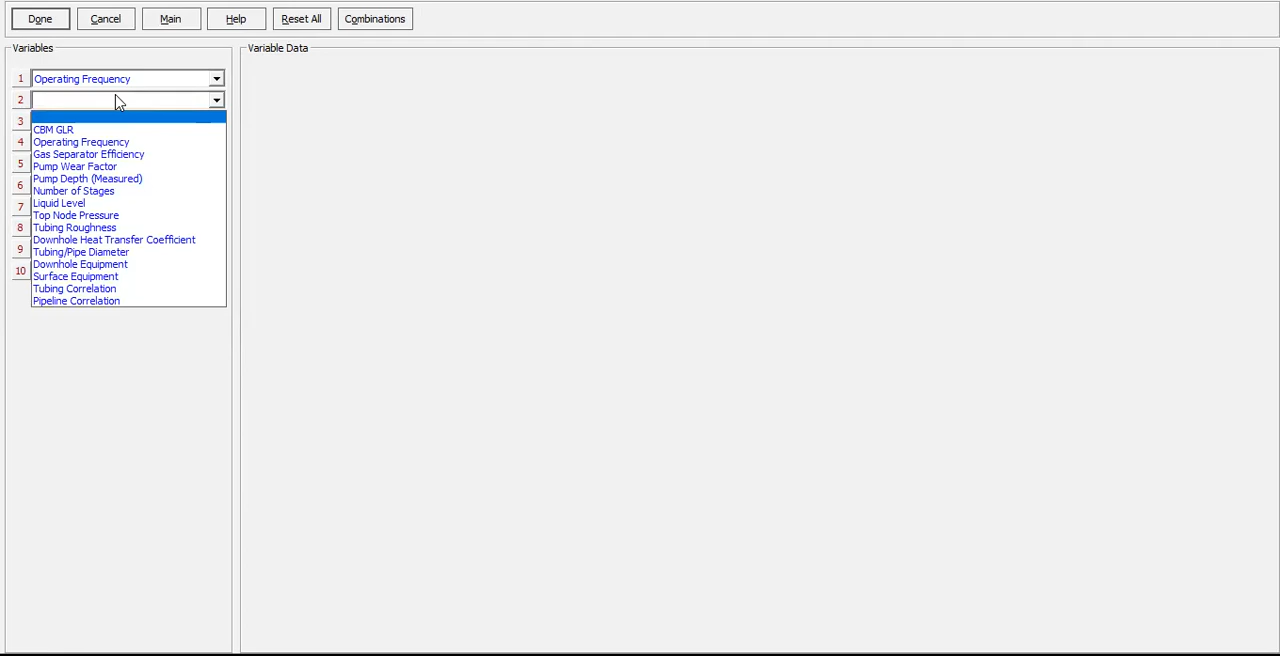 Done Cancel Main Help Reset All Combinations
Variables
Variable Data
1 Operating Frequency
2
3
4
5
6
7
8
9
10
CBM GLR
Operating Frequency
Gas Separator Efficiency
Pump Wear Factor
Pump Depth (Measured)
Number of Stages
Liquid Level
Top Node Pressure
Tubing Roughness
Downhole Heat Transfer Coefficient
Tubing/Pipe Diameter
Downhole Equipment
Surface Equipment
Tubing Correlation
Pipeline Correlation